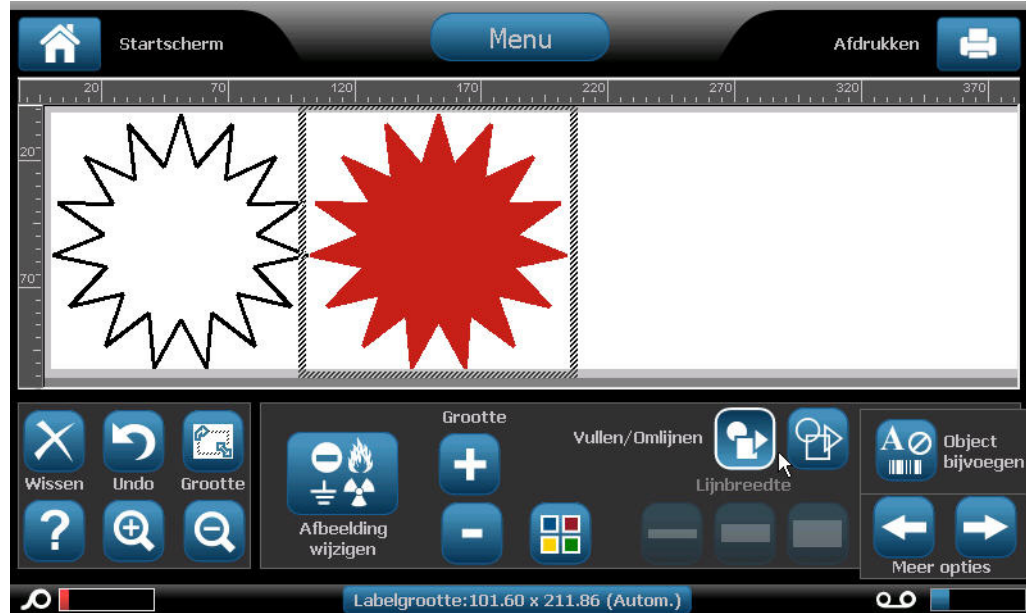 Startscherm
Menu
Afdrukken
20 70 120 170 220 270 320 370
20
70
Wissen
Undo
Grootte
?
Afbeelding
wijzigen
Grootte
+
-
Vullen/Omlijnen
Lijnbreedte
A
Object
bijvoegen
Meer opties
Labelgrootte:101.60 x 211.86 (Autom.)